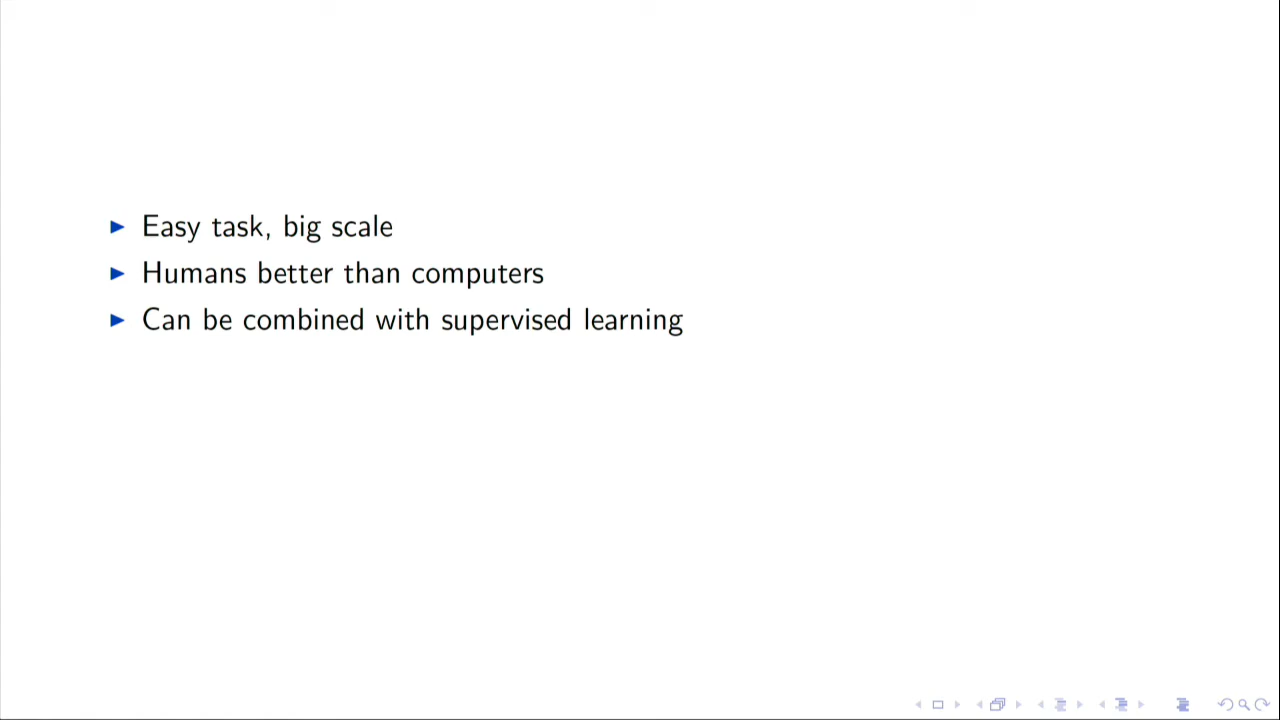 Easy task, big scale
Humans better than computers
Can be combined with supervised learning